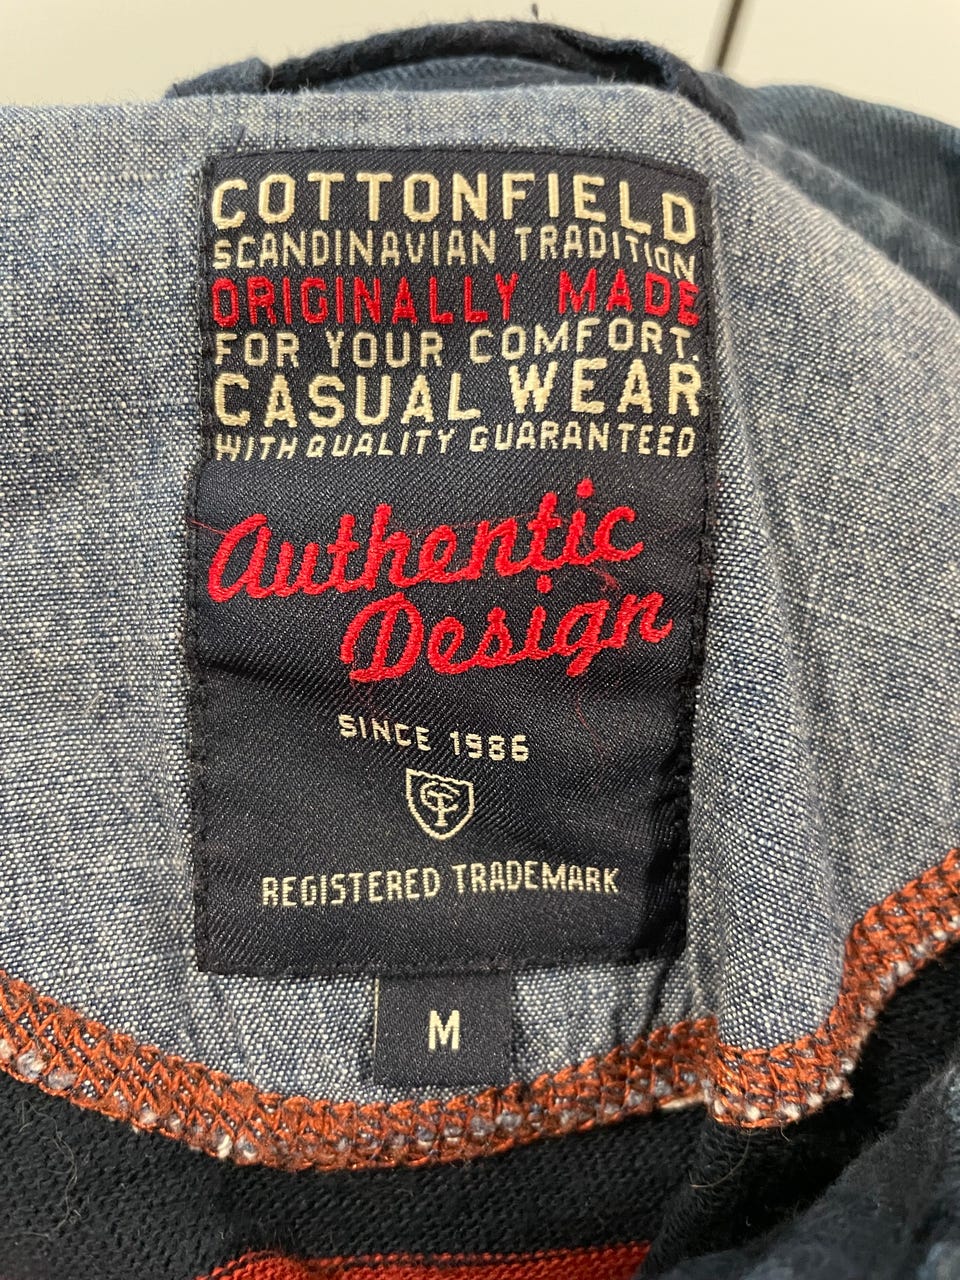 COTTONFIELD
SCANDINAVIAN TRADITION
ORIGINALLY MADE
FOR YOUR COMFORT.
CASUAL WEAR
WITH QUALITY GUARANTEED
Authentic
Design
SINCE 1986
REGISTERED TRADEMARK
M